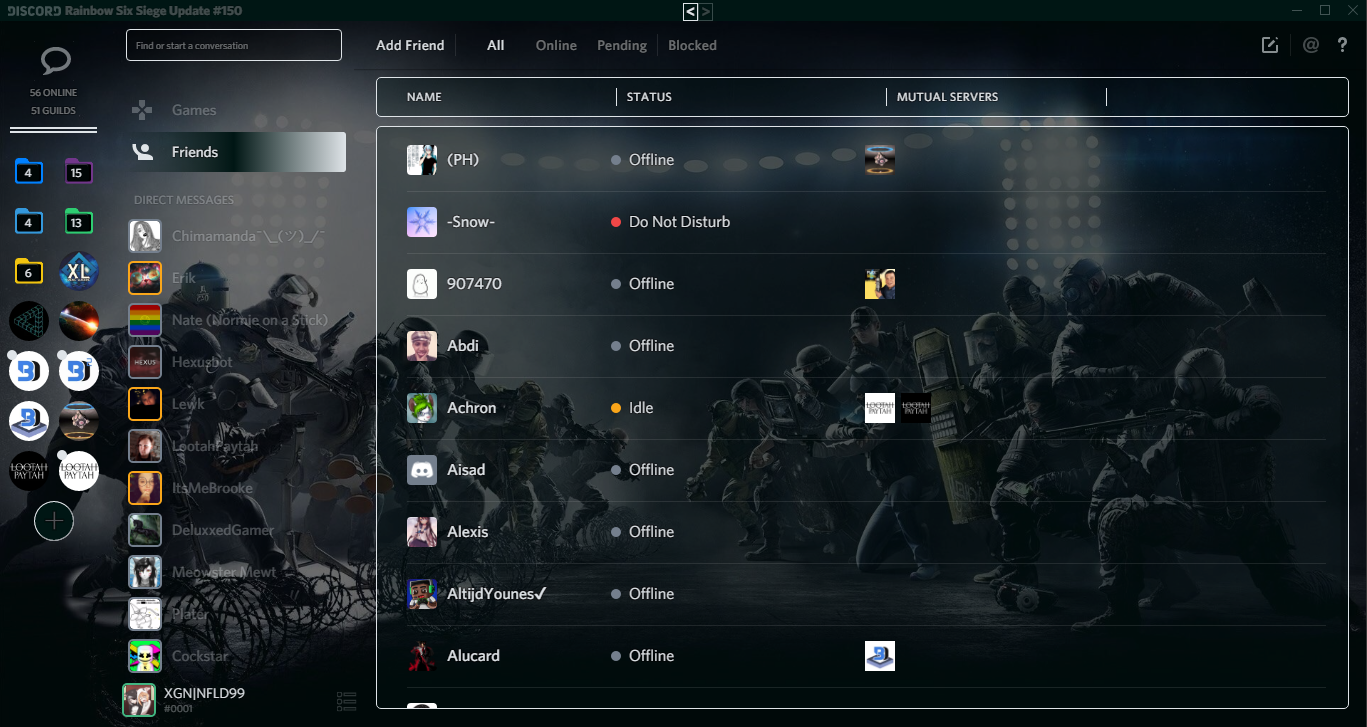 DISCORD Rainbow Six Siege Update #150
< >
Find or start a conversation
Add Friend All Online Pending Blocked
@ ?
56 ONLINE
51 GUILDS
4 15
4 13
6 XL
LOOTAH PAYTAH
LOOTAH PAYTAH
Games
Friends
DIRECT MESSAGES
Chimamanda¯\_(ツ)_/¯
Erik
Nate (Normie on a Stick)
HEXUS
Hexusbot
Lewk
LootahPaytah
ItsMeBrooke
DeluxxedGamer
Meowster Mewt
Plater
Cockstar
XGN|NFLD99
#0001
NAME STATUS MUTUAL SERVERS
(PH) Offline
-Snow- Do Not Disturb
907470 Offline
Abdi Offline
Achron Idle LOOTAH PAYTAH LOOTAH PAYTAH
Aisad Offline
Alexis Offline
AltijdYounes✓ Offline
Alucard Offline